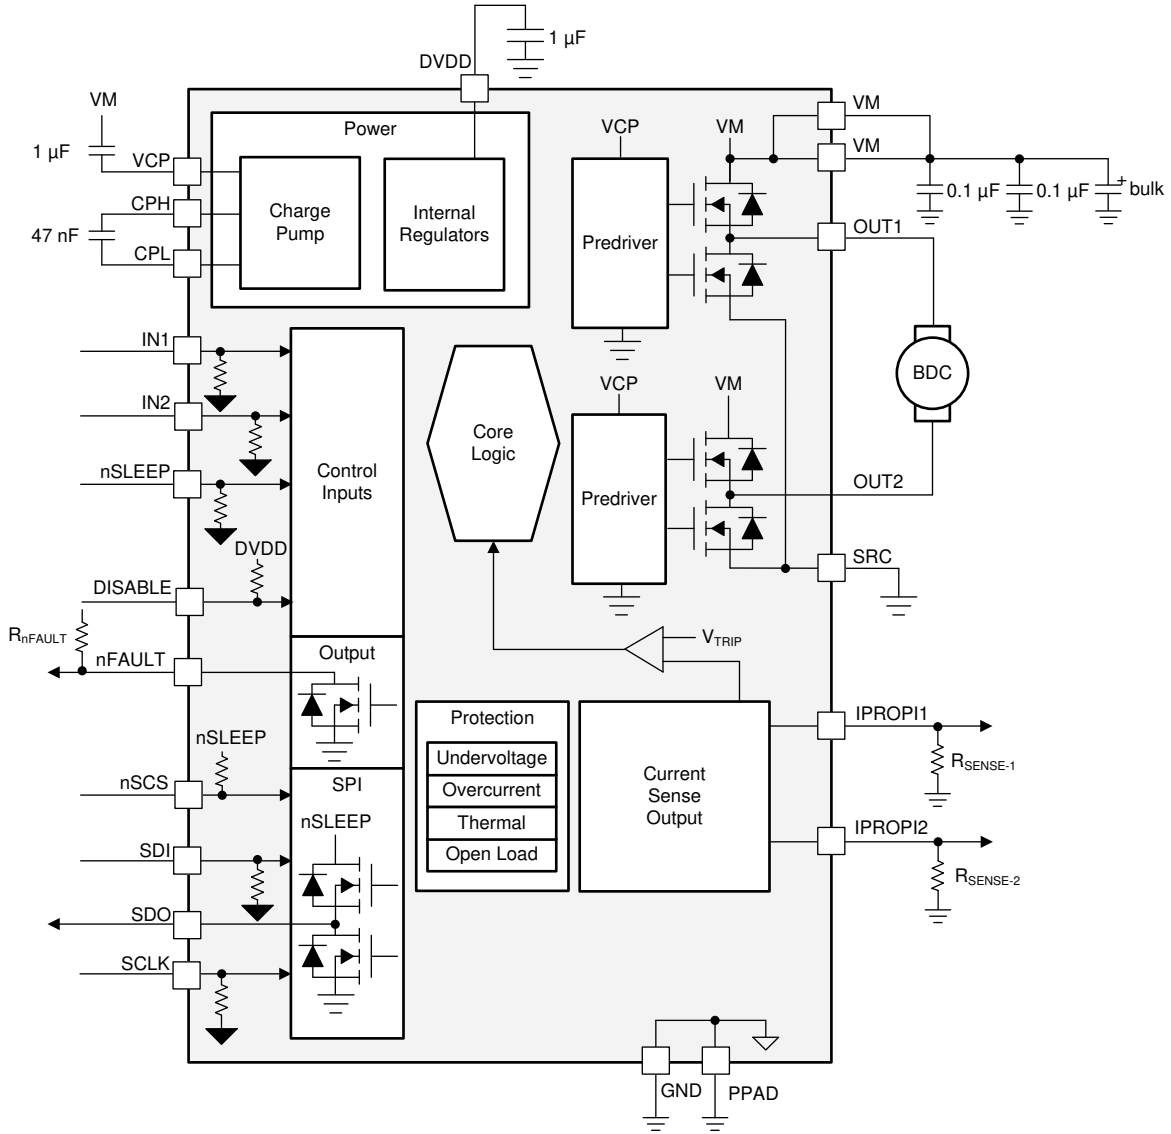 1 µF
DVDD
VM
1 µF
VCP
CPH
47 nF
CPL
Power
Charge
Pump
Internal
Regulators
VCP
VM
Predriver
VM
VM
0.1 µF
0.1 µF
+
bulk
OUT1
BDC
IN1
IN2
nSLEEP
DVDD
DISABLE
RnFAULT
nFAULT
Control
Inputs
Core
Logic
VCP
VM
Predriver
OUT2
SRC
VTRIP
Output
nSLEEP
nSCS
SDI
SDO
SCLK
SPI
nSLEEP
Protection
Undervoltage
Overcurrent
Thermal
Open Load
Current
Sense
Output
IPROPI1
RSENSE-1
IPROPI2
RSENSE-2
GND
PPAD